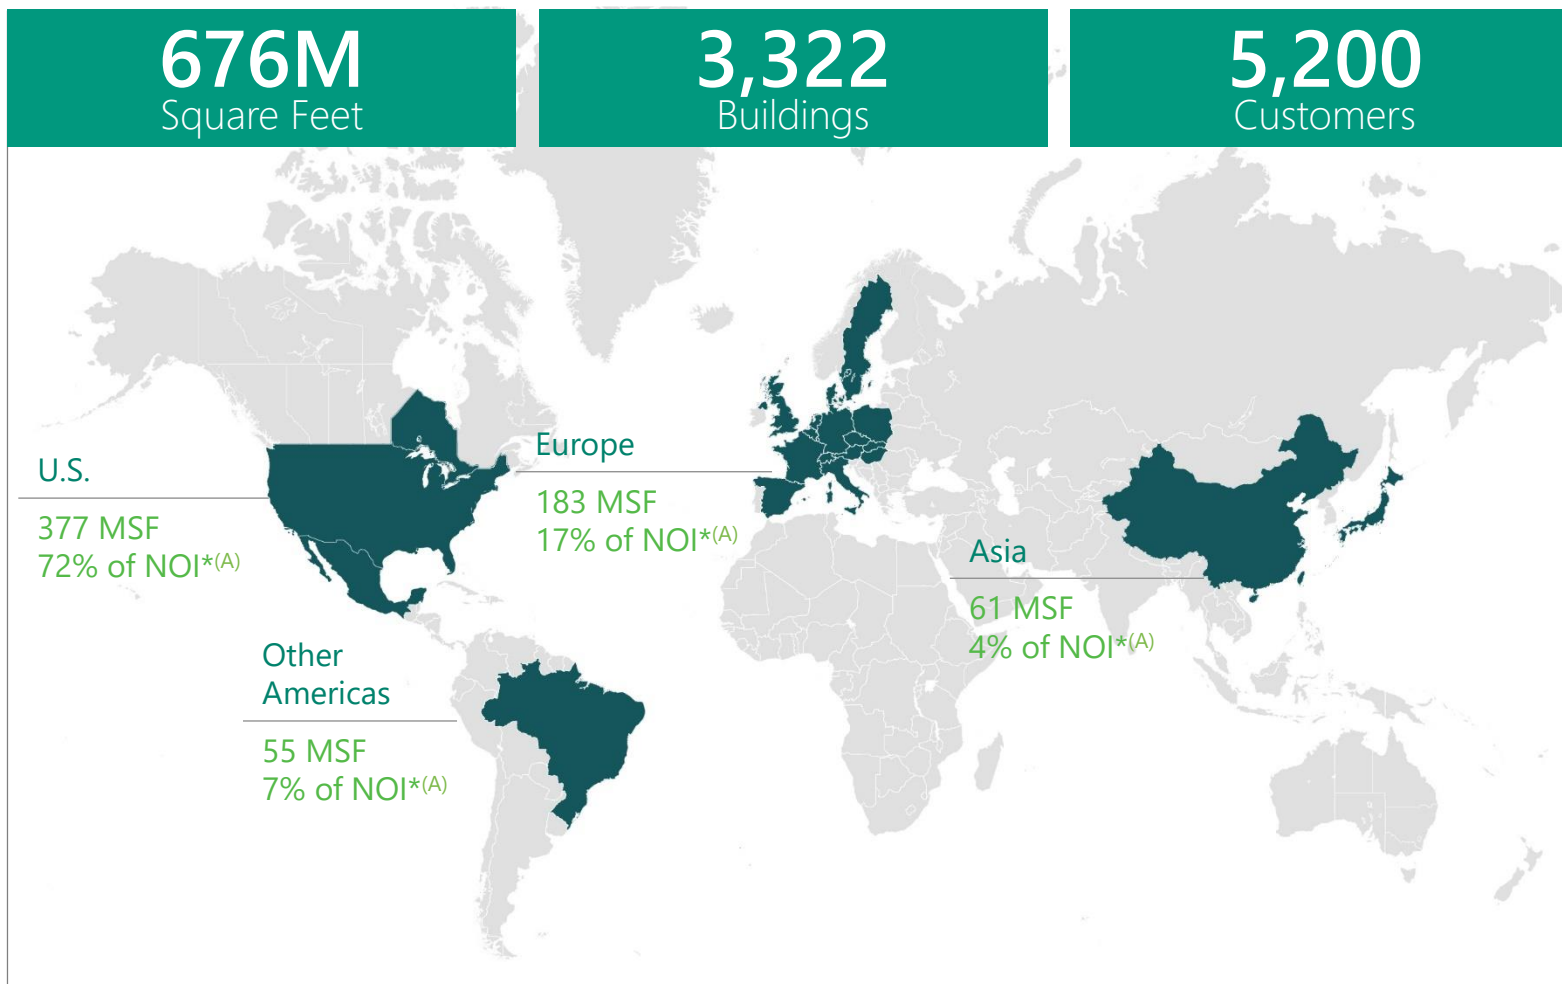 676M
Square Feet
3,322
Buildings
5,200
Customers
U.S.
377 MSF
72% of NOI*(A)
Europe
183 MSF
17% of NOI*(A)
Asia
61 MSF
4% of NOI*(A)
Other
Americas
55 MSF
7% of NOI*(A)